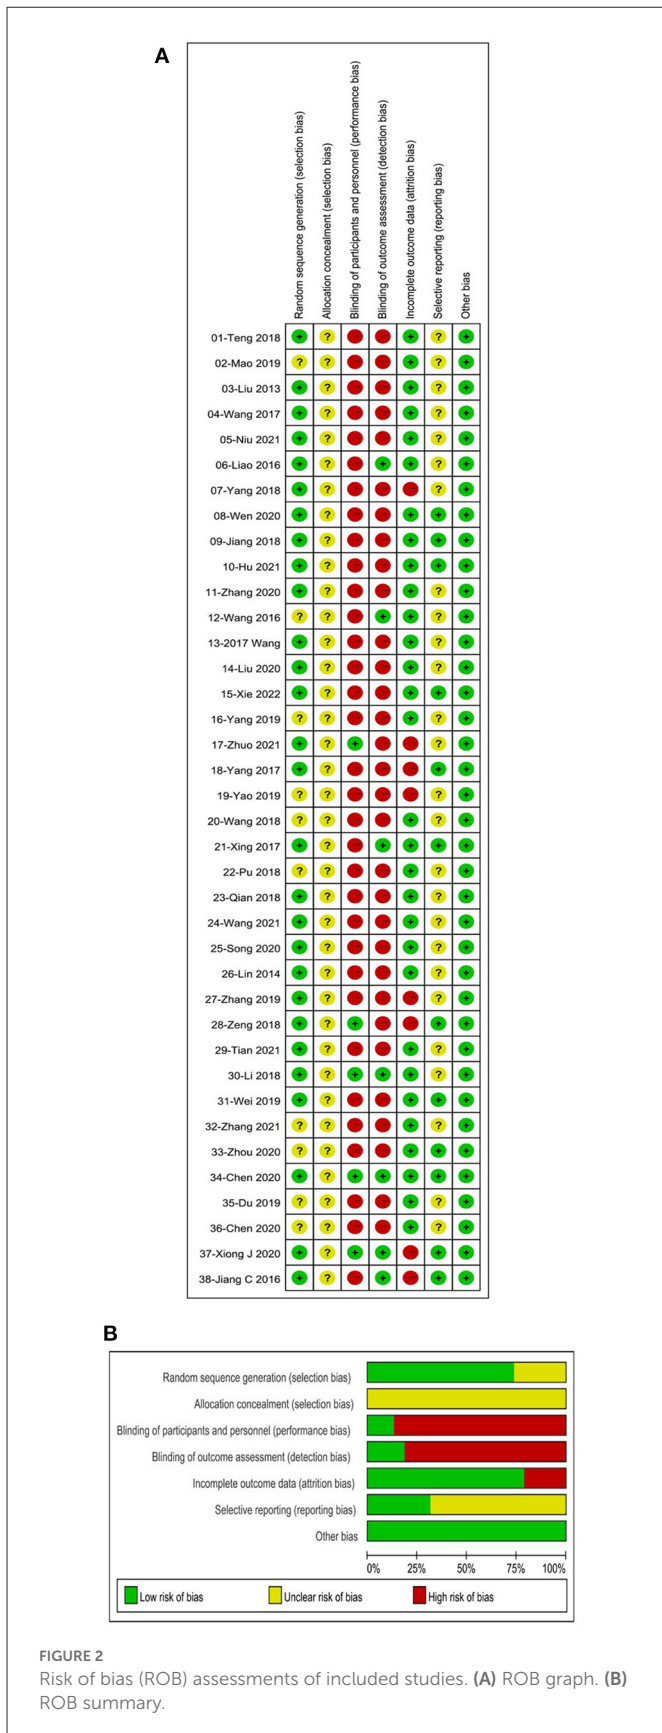 A
Random sequence generation (selection bias)
Allocation concealment (selection bias)
Blinding of participants and personnel (performance bias)
Blinding of outcome assessment (detection bias)
Incomplete outcome data (attrition bias)
Selective reporting (reporting bias)
Other bias
01-Teng 2018 + ? + ? +
02-Mao 2019 ? ? + ? +
03-Liu 2013 + ? + ? +
04-Wang 2017 + ? + ? +
05-Niu 2021 + ? + ? +
06-Liao 2016 + ? + + ? +
07-Yang 2018 + ? ? +
08-Wen 2020 + ? + + +
09-Jiang 2018 + ? + + +
10-Hu 2021 + ? + + +
11-Zhang 2020 + ? + ? +
12-Wang 2016 ? ? + + ? +
13-2017 Wang + ? + ? +
14-Liu 2020 + ? + ? +
15-Xie 2022 + ? + + +
16-Yang 2019 ? ? + ? +
17-Zhuo 2021 + ? + ? +
18-Yang 2017 + ? + +
19-Yao 2019 ? ? ? +
20-Wang 2018 ? ? + ? +
21-Xing 2017 + ? + + + +
22-Pu 2018 ? ? + ? +
23-Qian 2018 + ? + ? +
24-Wang 2021 + ? + ? +
25-Song 2020 + ? + ? +
26-Lin 2014 + ? + ? +
27-Zhang 2019 + ? ? +
28-Zeng 2018 + ? + + +
29-Tian 2021 + ? + ? +
30-Li 2018 + ? + + + ? +
31-Wei 2019 + ? + + +
32-Zhang 2021 ? ? + ? +
33-Zhou 2020 ? ? + + +
34-Chen 2020 + ? + + + + +
35-Du 2019 ? ? + ? +
36-Chen 2020 ? ? + ? +
37-Xiong J 2020 + ? + + + +
38-Jiang C 2016 + ? + + +
B
Random sequence generation (selection bias)
Allocation concealment (selection bias)
Blinding of participants and personnel (performance bias)
Blinding of outcome assessment (detection bias)
Incomplete outcome data (attrition bias)
Selective reporting (reporting bias)
Other bias
0% 25% 50% 75% 100%
Low risk of bias Unclear risk of bias High risk of bias
FIGURE 2
Risk of bias (ROB) assessments of included studies. (A) ROB graph. (B)
ROB summary.